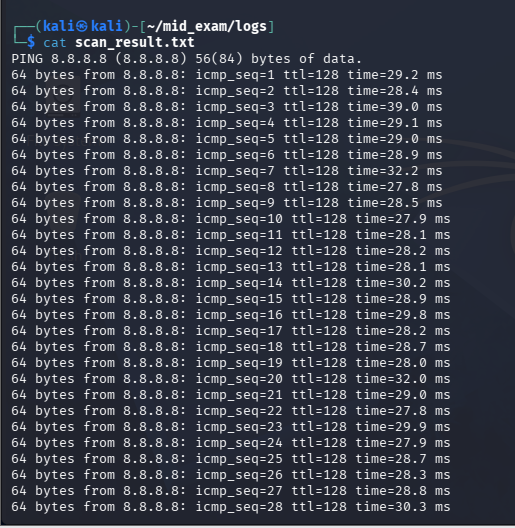 ┌──(kali㉿kali)-[~/mid_exam/logs]
└─$ cat scan_result.txt
PING 8.8.8.8 (8.8.8.8) 56(84) bytes of data.
64 bytes from 8.8.8.8: icmp_seq=1 ttl=128 time=29.2 ms
64 bytes from 8.8.8.8: icmp_seq=2 ttl=128 time=28.4 ms
64 bytes from 8.8.8.8: icmp_seq=3 ttl=128 time=39.0 ms
64 bytes from 8.8.8.8: icmp_seq=4 ttl=128 time=29.1 ms
64 bytes from 8.8.8.8: icmp_seq=5 ttl=128 time=29.0 ms
64 bytes from 8.8.8.8: icmp_seq=6 ttl=128 time=28.9 ms
64 bytes from 8.8.8.8: icmp_seq=7 ttl=128 time=32.2 ms
64 bytes from 8.8.8.8: icmp_seq=8 ttl=128 time=27.8 ms
64 bytes from 8.8.8.8: icmp_seq=9 ttl=128 time=28.5 ms
64 bytes from 8.8.8.8: icmp_seq=10 ttl=128 time=27.9 ms
64 bytes from 8.8.8.8: icmp_seq=11 ttl=128 time=28.1 ms
64 bytes from 8.8.8.8: icmp_seq=12 ttl=128 time=28.2 ms
64 bytes from 8.8.8.8: icmp_seq=13 ttl=128 time=28.1 ms
64 bytes from 8.8.8.8: icmp_seq=14 ttl=128 time=30.2 ms
64 bytes from 8.8.8.8: icmp_seq=15 ttl=128 time=28.9 ms
64 bytes from 8.8.8.8: icmp_seq=16 ttl=128 time=29.8 ms
64 bytes from 8.8.8.8: icmp_seq=17 ttl=128 time=28.2 ms
64 bytes from 8.8.8.8: icmp_seq=18 ttl=128 time=28.7 ms
64 bytes from 8.8.8.8: icmp_seq=19 ttl=128 time=28.0 ms
64 bytes from 8.8.8.8: icmp_seq=20 ttl=128 time=32.0 ms
64 bytes from 8.8.8.8: icmp_seq=21 ttl=128 time=29.0 ms
64 bytes from 8.8.8.8: icmp_seq=22 ttl=128 time=27.8 ms
64 bytes from 8.8.8.8: icmp_seq=23 ttl=128 time=29.9 ms
64 bytes from 8.8.8.8: icmp_seq=24 ttl=128 time=27.9 ms
64 bytes from 8.8.8.8: icmp_seq=25 ttl=128 time=28.7 ms
64 bytes from 8.8.8.8: icmp_seq=26 ttl=128 time=28.3 ms
64 bytes from 8.8.8.8: icmp_seq=27 ttl=128 time=28.8 ms
64 bytes from 8.8.8.8: icmp_seq=28 ttl=128 time=30.3 ms